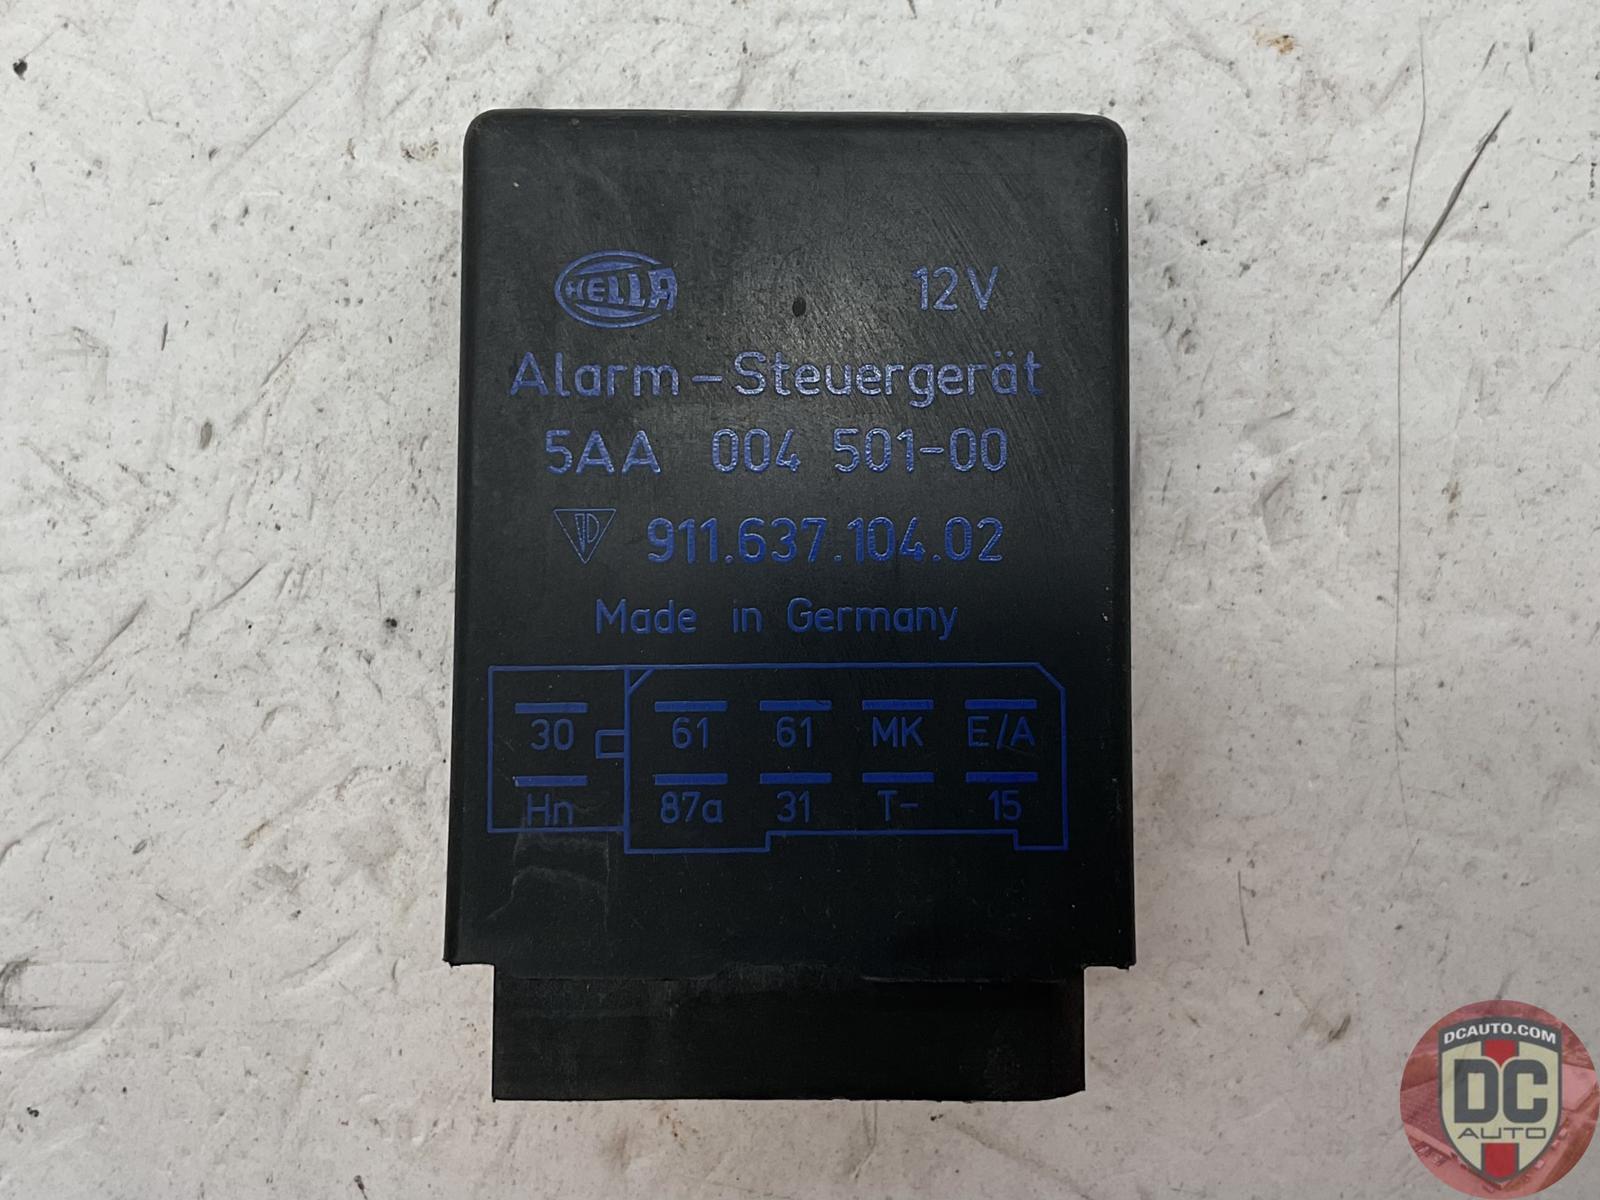 HELLA 12V
Alarm-Steuergerät
5AA 004 501-00
911.637.104.02
Made in Germany
30 61 61 MK E/A
Hn 87a 31 T- 15
DCAUTO.COM
DC
AUTO